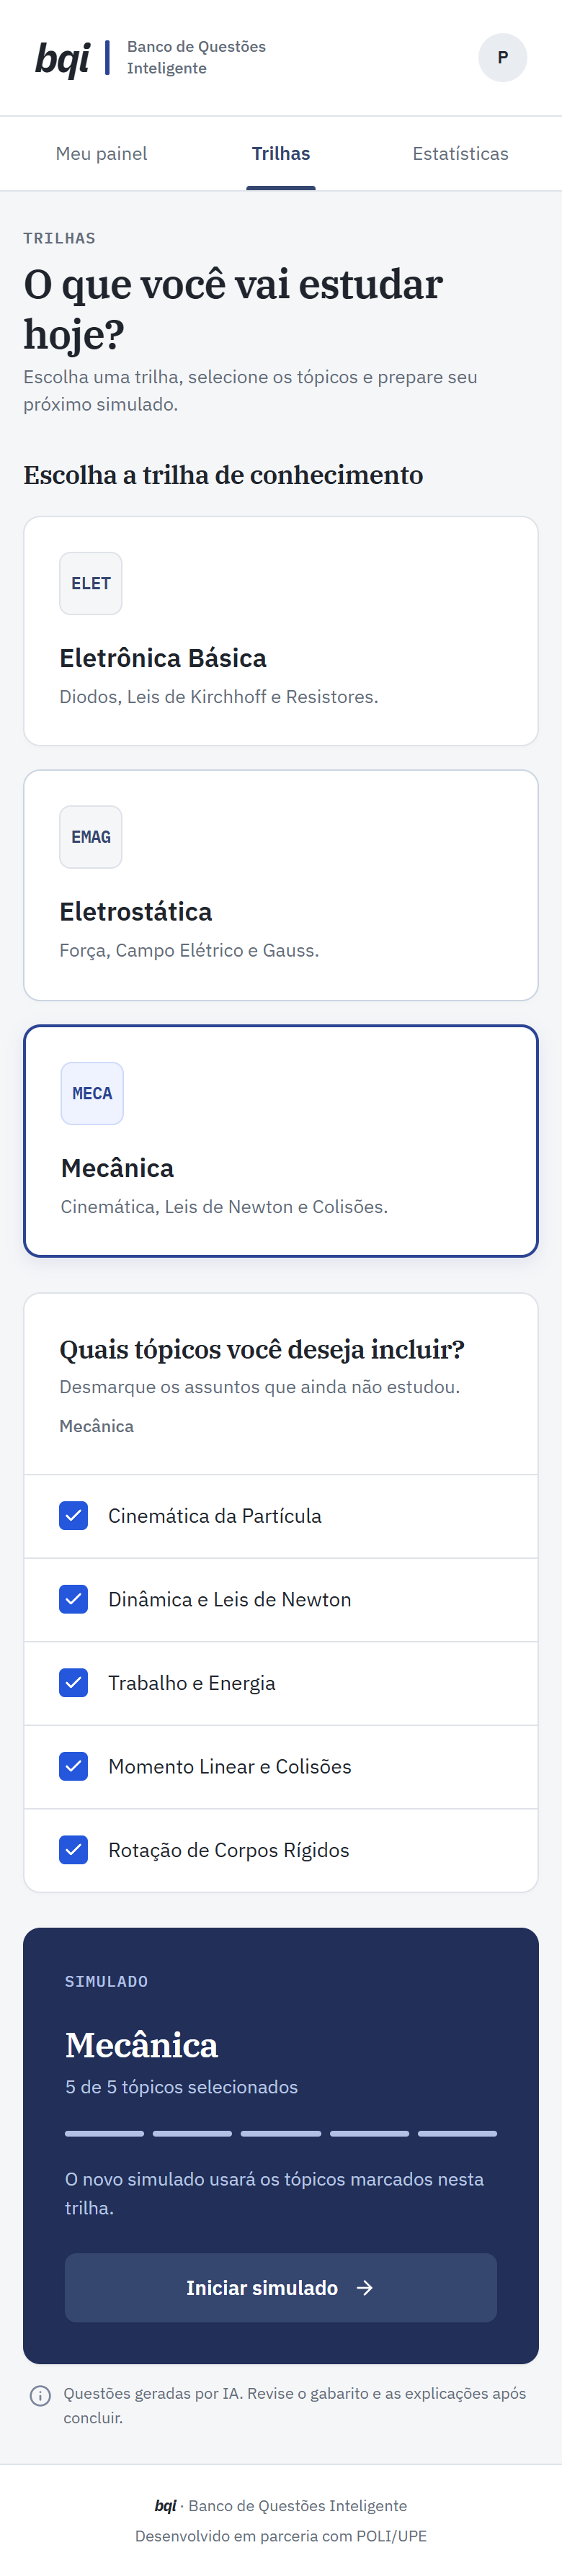 bqi
Banco de Questões
Inteligente
P
Meu painel
Trilhas
Estatísticas
TRILHAS
O que você vai estudar
hoje?
Escolha uma trilha, selecione os tópicos e prepare seu
próximo simulado.
Escolha a trilha de conhecimento
ELET
Eletrônica Básica
Diodos, Leis de Kirchhoff e Resistores.
EMAG
Eletrostática
Força, Campo Elétrico e Gauss.
MECA
Mecânica
Cinemática, Leis de Newton e Colisões.
Quais tópicos você deseja incluir?
Desmarque os assuntos que ainda não estudou.
Mecânica
Cinemática da Partícula
Dinâmica e Leis de Newton
Trabalho e Energia
Momento Linear e Colisões
Rotação de Corpos Rígidos
SIMULADO
Mecânica
5 de 5 tópicos selecionados
O novo simulado usará os tópicos marcados nesta
trilha.
Iniciar simulado →
Questões geradas por IA. Revise o gabarito e as explicações após
concluir.
bqi · Banco de Questões Inteligente
Desenvolvido em parceria com POLI/UPE